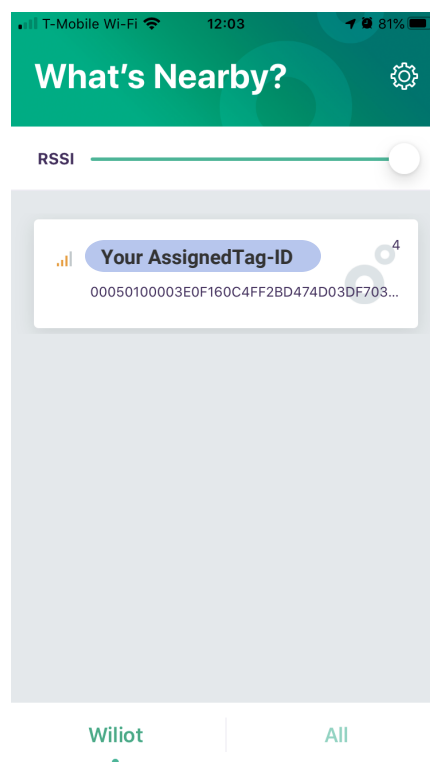 T-Mobile Wi-Fi 12:03 81%
What's Nearby?
RSSI
4
Your AssignedTag-ID
00050100003E0F160C4FF2BD474D03DF703...
Wiliot All